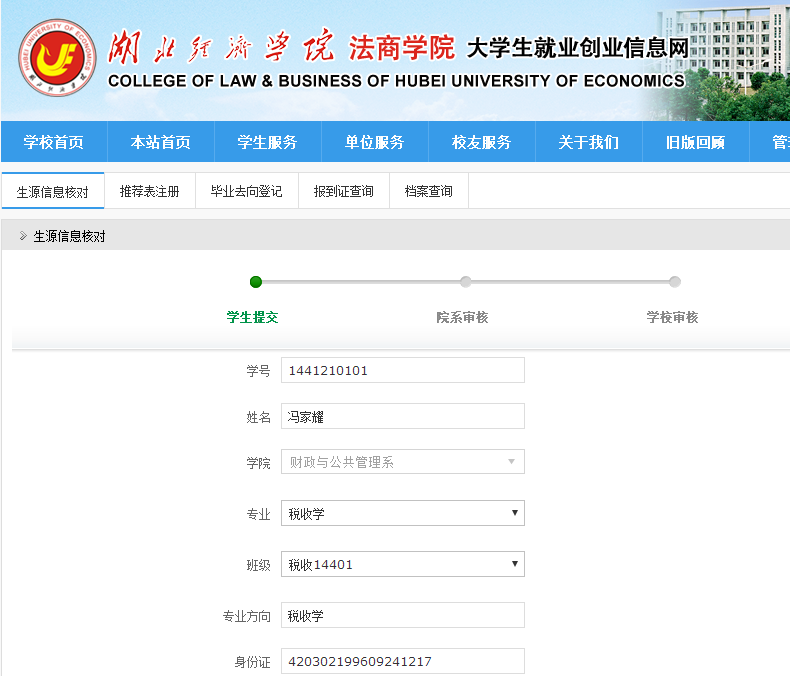 湖北经济学院 法商学院 大学生就业创业信息网
COLLEGE OF LAW & BUSINESS OF HUBEI UNIVERSITY OF ECONOMICS
学校首页 本站首页 学生服务 单位服务 校友服务 关于我们 旧版回顾
生源信息核对 推荐表注册 毕业去向登记 报到证查询 档案查询
生源信息核对
学生提交 院系审核 学校审核
学号 1441210101
姓名 冯家耀
学院 财政与公共管理系
专业 税收学
班级 税收14401
专业方向 税收学
身份证 420302199609241217